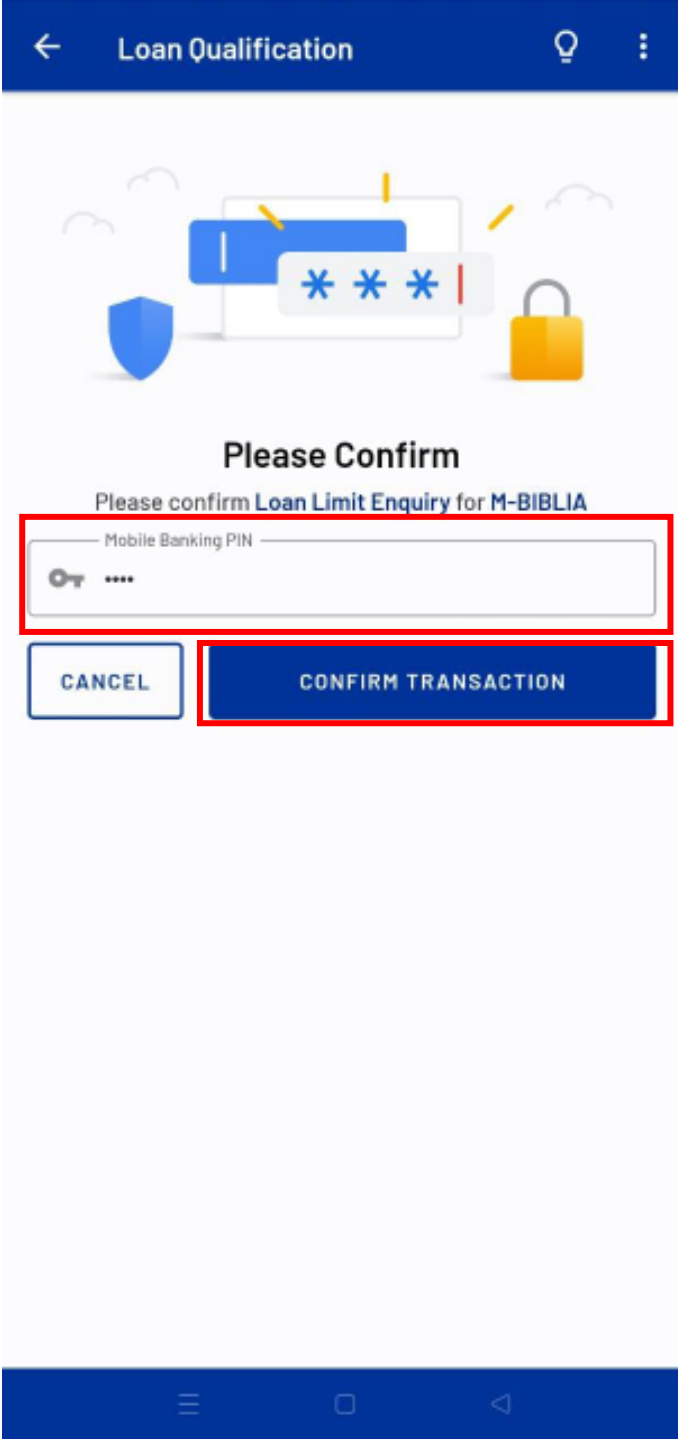 Loan Qualification
* * *
Please Confirm
Please confirm Loan Limit Enquiry for M-BIBLIA
Mobile Banking PIN
••••
CANCEL
CONFIRM TRANSACTION